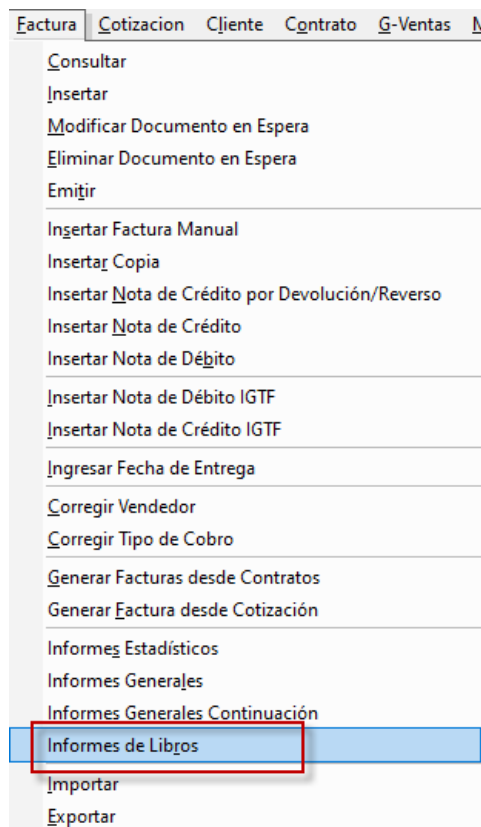 Factura Cotizacion Cliente Contrato G-Ventas
Consultar
Insertar
Modificar Documento en Espera
Eliminar Documento en Espera
Emitir
Insertar Factura Manual
Insertar Copia
Insertar Nota de Crédito por Devolución/Reverso
Insertar Nota de Crédito
Insertar Nota de Débito
Insertar Nota de Débito IGTF
Insertar Nota de Crédito IGTF
Ingresar Fecha de Entrega
Corregir Vendedor
Corregir Tipo de Cobro
Generar Facturas desde Contratos
Generar Factura desde Cotización
Informes Estadísticos
Informes Generales
Informes Generales Continuación
Informes de Libros
Importar
Exportar